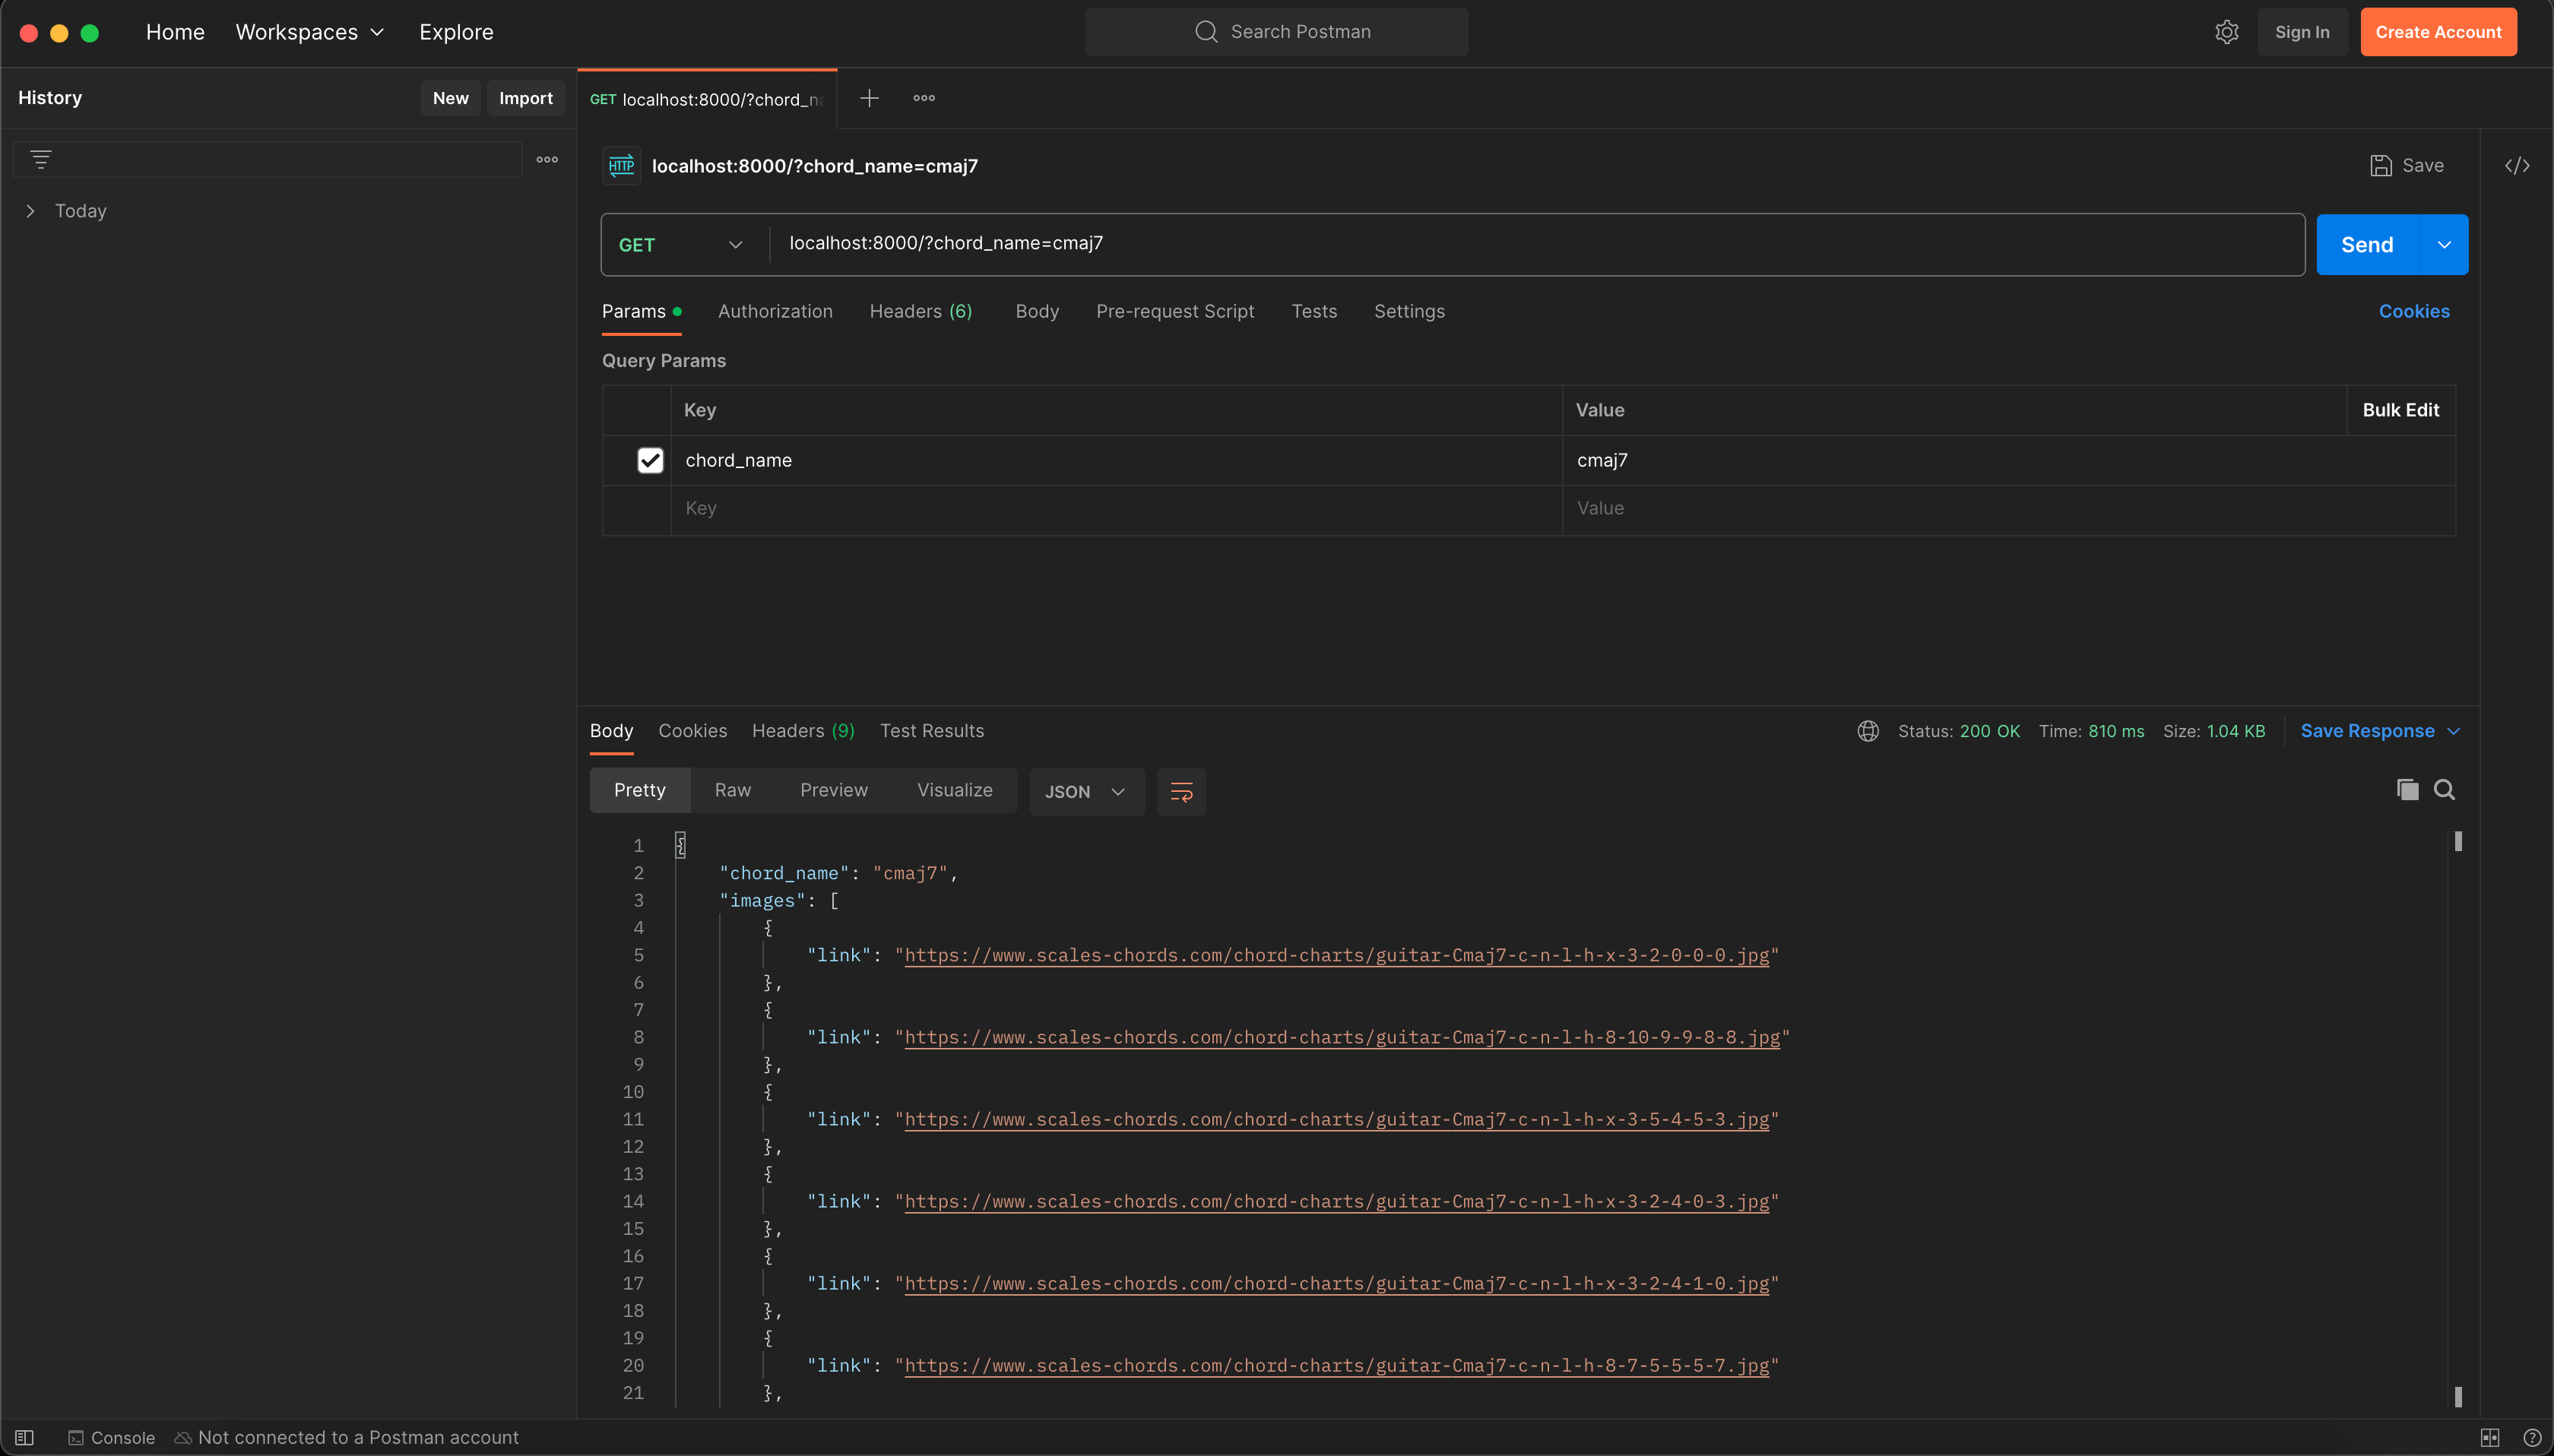 Home Workspaces Explore Search Postman Sign In Create Account
History New Import
GET localhost:8000/?chord_na
HTTP localhost:8000/?chord_name=cmaj7 Save </>
Today
GET localhost:8000/?chord_name=cmaj7 Send
Params Authorization Headers (6) Body Pre-request Script Tests Settings Cookies
Query Params
Key Value Bulk Edit
chord_name cmaj7
Key Value
Body Cookies Headers (9) Test Results Status: 200 OK Time: 810 ms Size: 1.04 KB Save Response
Pretty Raw Preview Visualize JSON
1 {
2 "chord_name": "cmaj7",
3 "images": [
4 {
5 "link": "https://www.scales-chords.com/chord-charts/guitar-Cmaj7-c-n-l-h-x-3-2-0-0-0.jpg"
6 },
7 {
8 "link": "https://www.scales-chords.com/chord-charts/guitar-Cmaj7-c-n-l-h-8-10-9-9-8-8.jpg"
9 },
10 {
11 "link": "https://www.scales-chords.com/chord-charts/guitar-Cmaj7-c-n-l-h-x-3-5-4-5-3.jpg"
12 },
13 {
14 "link": "https://www.scales-chords.com/chord-charts/guitar-Cmaj7-c-n-l-h-x-3-2-4-0-3.jpg"
15 },
16 {
17 "link": "https://www.scales-chords.com/chord-charts/guitar-Cmaj7-c-n-l-h-x-3-2-4-1-0.jpg"
18 },
19 {
20 "link": "https://www.scales-chords.com/chord-charts/guitar-Cmaj7-c-n-l-h-8-7-5-5-5-7.jpg"
21 },
Console Not connected to a Postman account